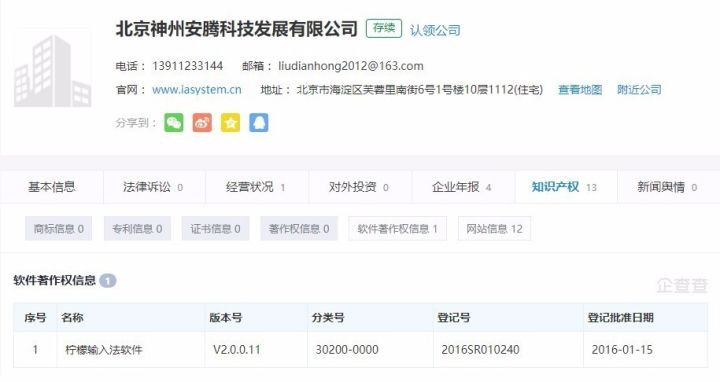 北京神州安腾科技发展有限公司 存续 认领公司
电话： 13911233144 邮箱： liudianhong2012@163.com
官网： www.iasystem.cn 地址： 北京市海淀区芙蓉里南街6号1号楼10层1112(住宅) 查看地图 附近公司
分享到：
基本信息 法律诉讼 0 经营状况 1 对外投资 0 企业年报 4 知识产权 13 新闻舆情 0
商标信息 0 专利信息 0 证书信息 0 著作权信息 0 软件著作权信息 1 网站信息 12
软件著作权信息 1 企查查
序号 名称 版本号 分类号 登记号 登记批准日期
1 柠檬输入法软件 V2.0.0.11 30200-0000 2016SR010240 2016-01-15